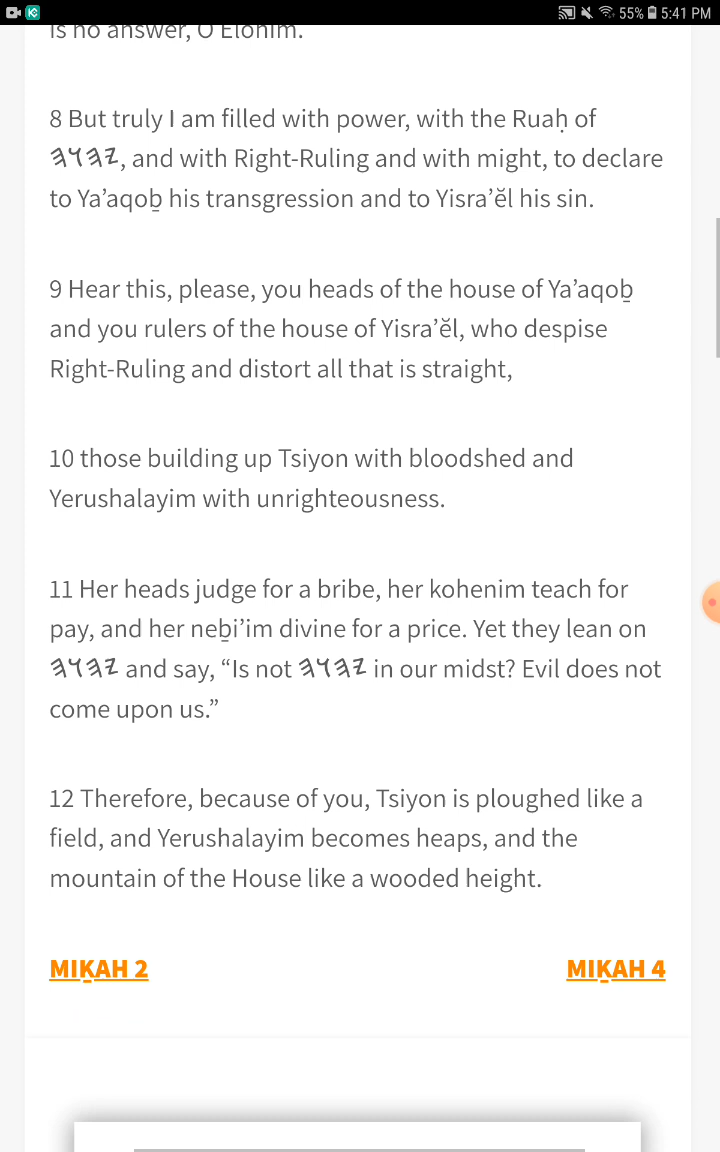 55% 5:41 PM
is no answer, O Elohim.
8 But truly I am filled with power, with the Ruaḥ of
𐤉𐤄𐤅𐤄, and with Right-Ruling and with might, to declare
to Ya’aqoḇ his transgression and to Yisra’ĕl his sin.
9 Hear this, please, you heads of the house of Ya’aqoḇ
and you rulers of the house of Yisra’ĕl, who despise
Right-Ruling and distort all that is straight,
10 those building up Tsiyon with bloodshed and
Yerushalayim with unrighteousness.
11 Her heads judge for a bribe, her kohenim teach for
pay, and her neḇi’im divine for a price. Yet they lean on
𐤉𐤄𐤅𐤄 and say, “Is not 𐤉𐤄𐤅𐤄 in our midst? Evil does not
come upon us.”
12 Therefore, because of you, Tsiyon is ploughed like a
field, and Yerushalayim becomes heaps, and the
mountain of the House like a wooded height.
MIḴAH 2
MIḴAH 4